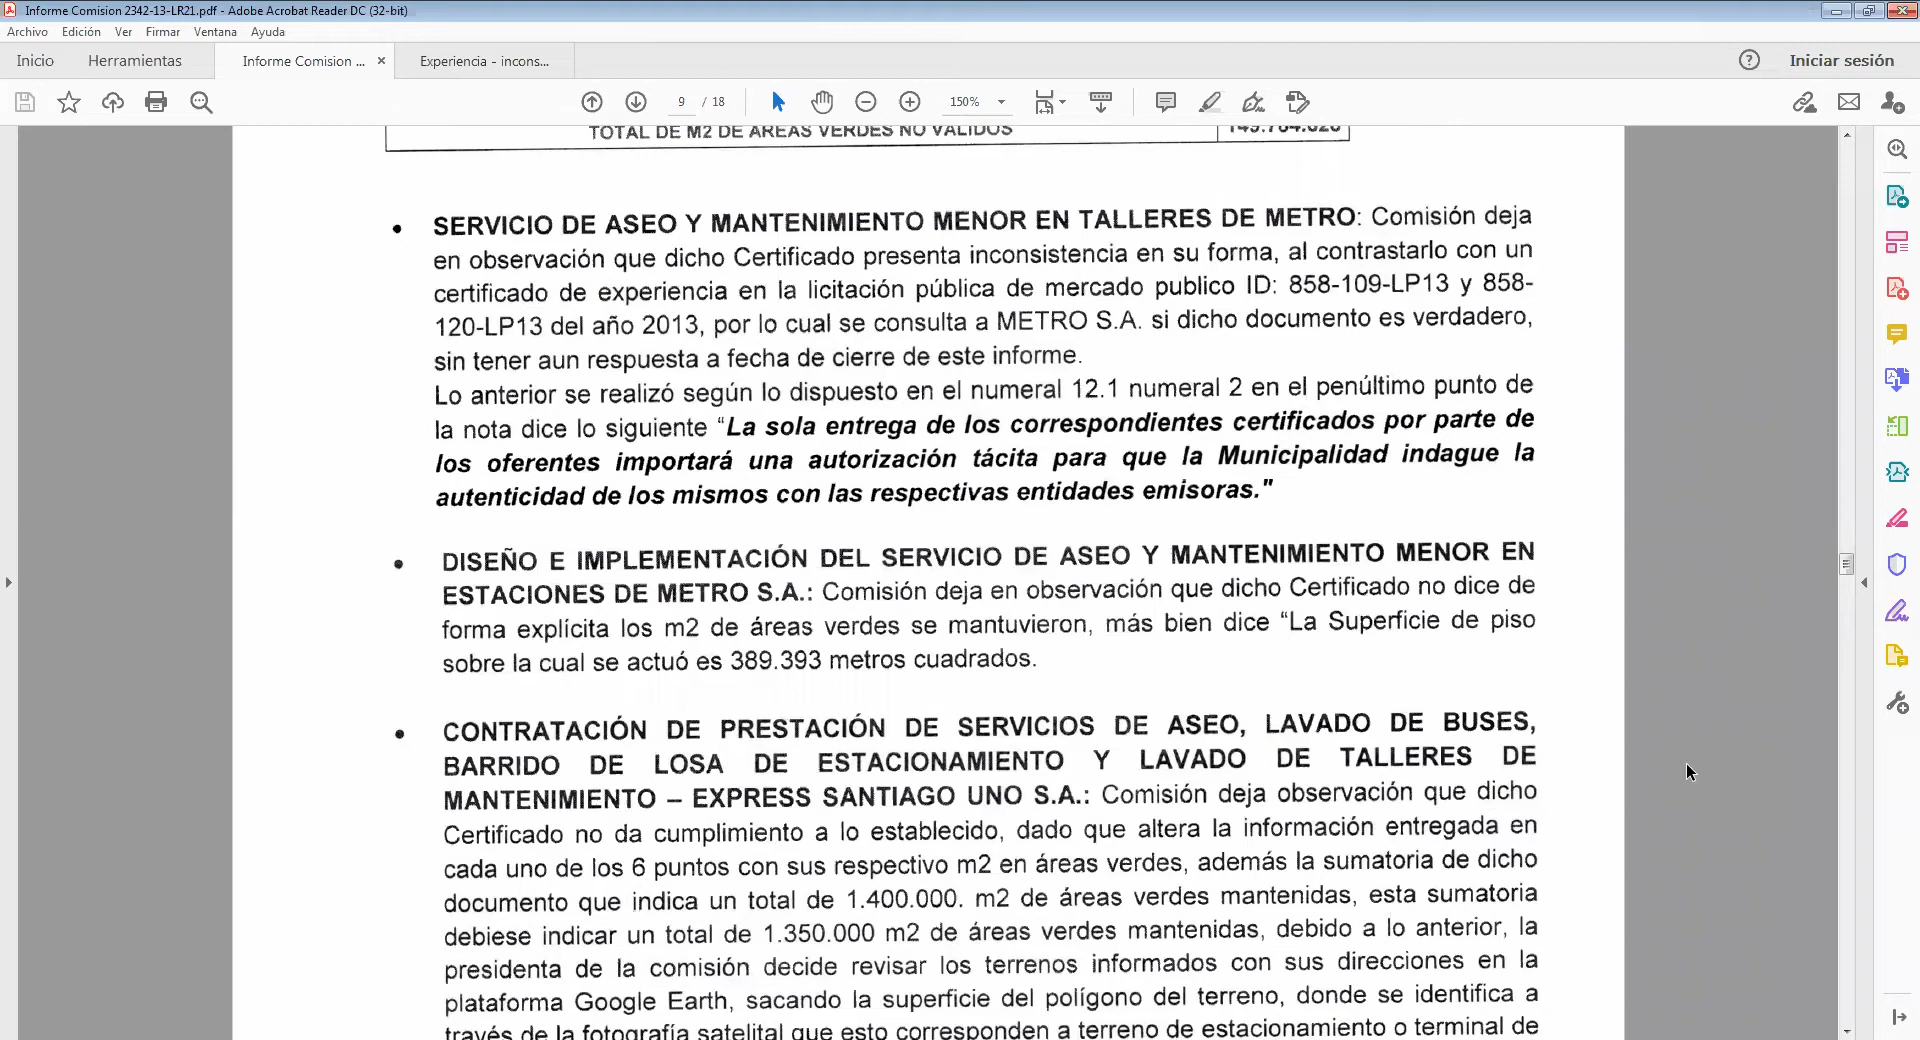 Informe Comision 2342-13-LR21.pdf - Adobe Acrobat Reader DC (32-bit)
Archivo Edición Ver Firmar Ventana Ayuda
Inicio Herramientas Informe Comision ... × Experiencia - incons... Iniciar sesión
9 / 18 150%
TOTAL DE M2 DE AREAS VERDES NO VALIDOS
• SERVICIO DE ASEO Y MANTENIMIENTO MENOR EN TALLERES DE METRO: Comisión deja
en observación que dicho Certificado presenta inconsistencia en su forma, al contrastarlo con un
certificado de experiencia en la licitación pública de mercado publico ID: 858-109-LP13 y 858-
120-LP13 del año 2013, por lo cual se consulta a METRO S.A. si dicho documento es verdadero,
sin tener aun respuesta a fecha de cierre de este informe.
Lo anterior se realizó según lo dispuesto en el numeral 12.1 numeral 2 en el penúltimo punto de
la nota dice lo siguiente “La sola entrega de los correspondientes certificados por parte de
los oferentes importará una autorización tácita para que la Municipalidad indague la
autenticidad de los mismos con las respectivas entidades emisoras."
• DISEÑO E IMPLEMENTACIÓN DEL SERVICIO DE ASEO Y MANTENIMIENTO MENOR EN
ESTACIONES DE METRO S.A.: Comisión deja en observación que dicho Certificado no dice de
forma explícita los m2 de áreas verdes se mantuvieron, más bien dice “La Superficie de piso
sobre la cual se actuó es 389.393 metros cuadrados.
• CONTRATACIÓN DE PRESTACIÓN DE SERVICIOS DE ASEO, LAVADO DE BUSES,
BARRIDO DE LOSA DE ESTACIONAMIENTO Y LAVADO DE TALLERES DE
MANTENIMIENTO – EXPRESS SANTIAGO UNO S.A.: Comisión deja observación que dicho
Certificado no da cumplimiento a lo establecido, dado que altera la información entregada en
cada uno de los 6 puntos con sus respectivo m2 en áreas verdes, además la sumatoria de dicho
documento que indica un total de 1.400.000. m2 de áreas verdes mantenidas, esta sumatoria
debiese indicar un total de 1.350.000 m2 de áreas verdes mantenidas, debido a lo anterior, la
presidenta de la comisión decide revisar los terrenos informados con sus direcciones en la
plataforma Google Earth, sacando la superficie del polígono del terreno, donde se identifica a
través de la fotografía satelital que esto corresponden a terreno de estacionamiento o terminal de